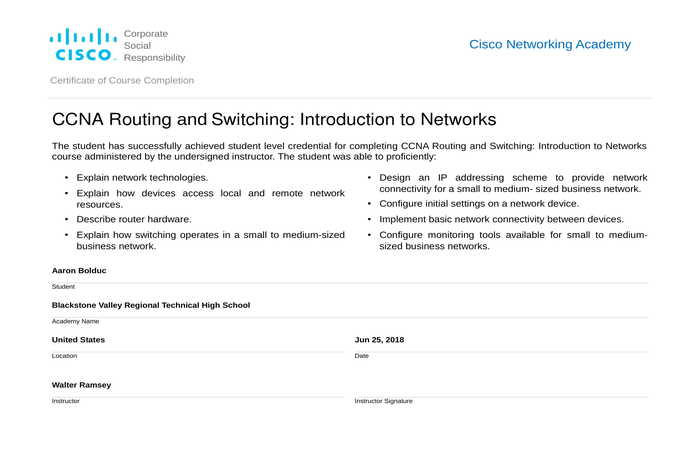 CISCO
Corporate
Social
Responsibility
Cisco Networking Academy
Certificate of Course Completion
CCNA Routing and Switching: Introduction to Networks
The student has successfully achieved student level credential for completing CCNA Routing and Switching: Introduction to Networks
course administered by the undersigned instructor. The student was able to proficiently:
• Explain network technologies.
• Explain how devices access local and remote network
resources.
• Describe router hardware.
• Explain how switching operates in a small to medium-sized
business network.
• Design an IP addressing scheme to provide network
connectivity for a small to medium- sized business network.
• Configure initial settings on a network device.
• Implement basic network connectivity between devices.
• Configure monitoring tools available for small to medium-
sized business networks.
Aaron Bolduc
Student
Blackstone Valley Regional Technical High School
Academy Name
United States
Location
Jun 25, 2018
Date
Walter Ramsey
Instructor
Instructor Signature